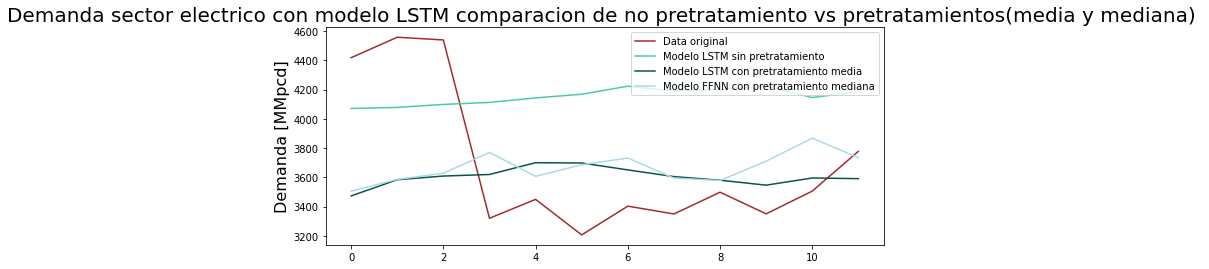 Demanda sector electrico con modelo LSTM comparacion de no pretratamiento vs pretratamientos(media y mediana)
4600
4400
4200
4000
3800
3600
3400
3200
Demanda [MMpcd]
Data original
Modelo LSTM sin pretratamiento
Modelo LSTM con pretratamiento media
Modelo FFNN con pretratamiento mediana
0 2 4 6 8 10